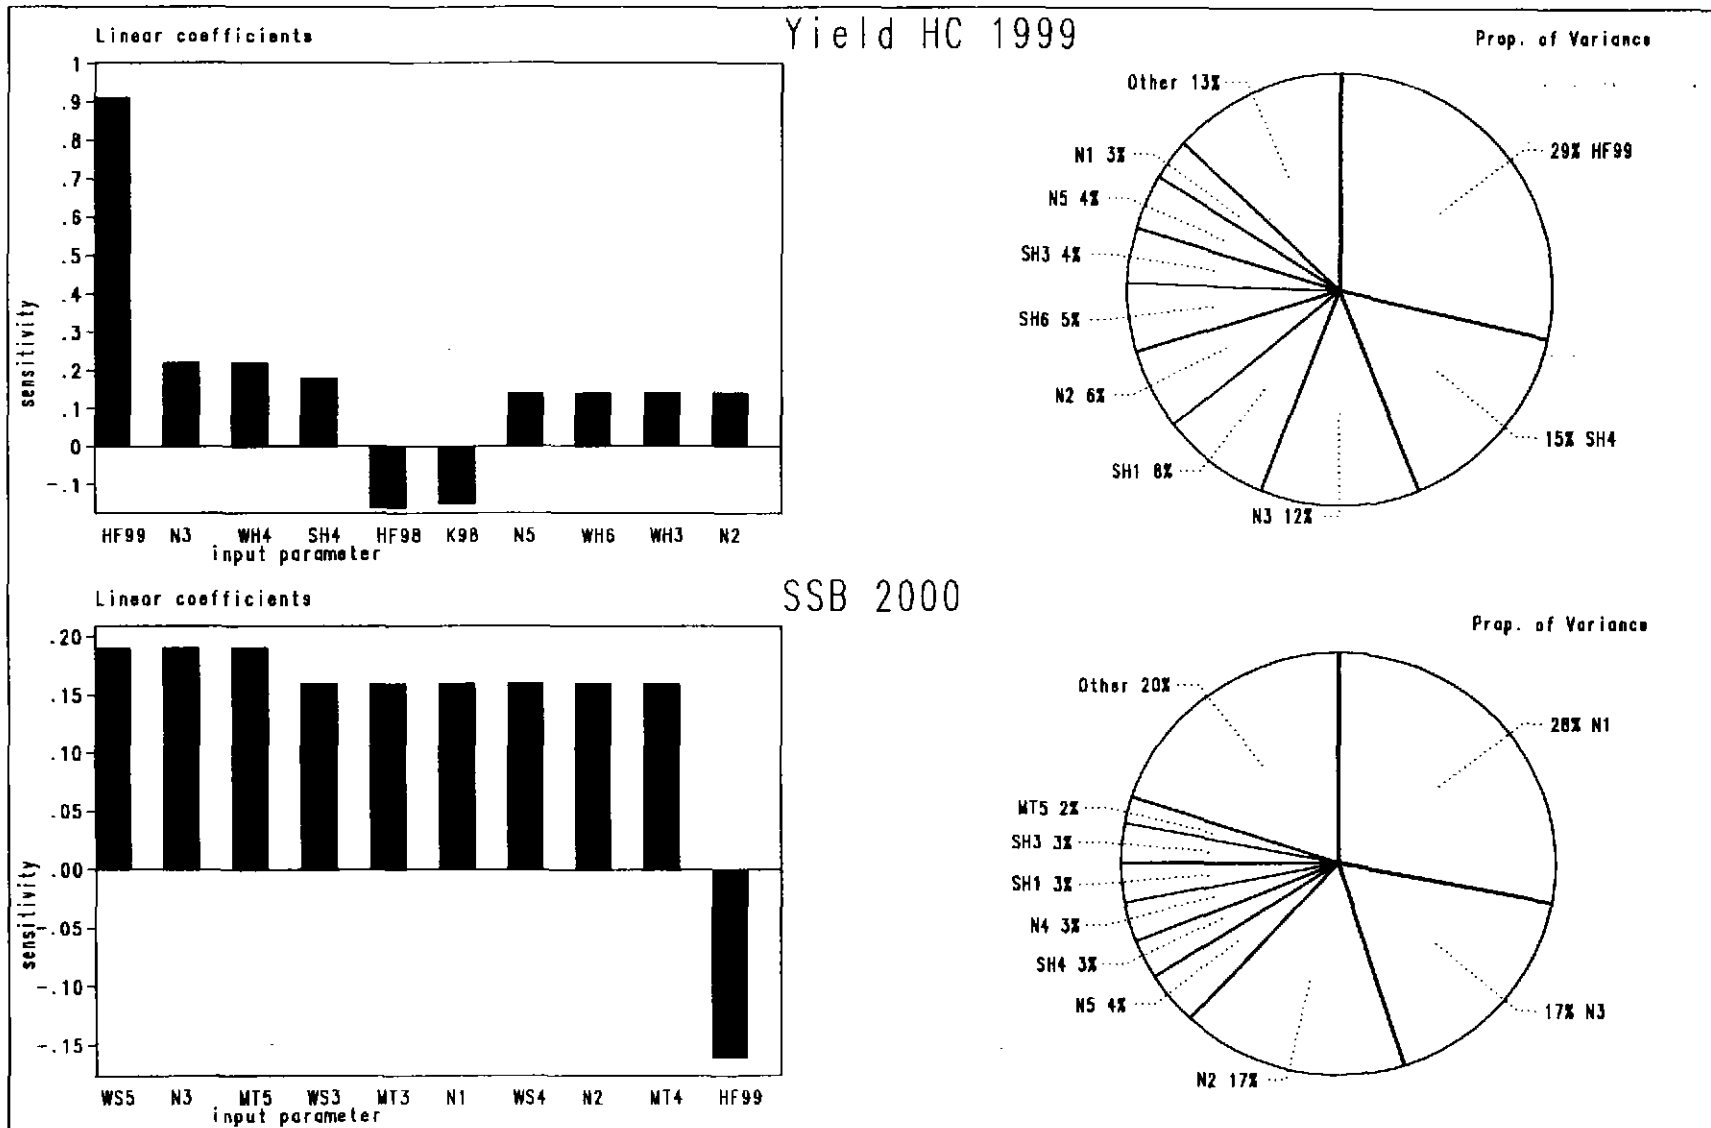 Yield HC 1999
Linear coefficients
Prop. of Variance
sensitivity
1
.9
.8
.7
.6
.5
.4
.3
.2
.1
0
-.1
HF99 N3 WH4 SH4 HF98 K98 N5 WH6 WH3 N2
input parameter
Other 13%
N1 3%
N5 4%
SH3 4%
SH6 5%
N2 6%
SH1 8%
N3 12%
15% SH4
29% HF99
SSB 2000
Linear coefficients
Prop. of Variance
sensitivity
.20
.15
.10
.05
.00
-.05
-.10
-.15
WS5 N3 MT5 WS3 MT3 N1 WS4 N2 MT4 HF99
input parameter
Other 20%
MT5 2%
SH3 3%
SH1 3%
N4 3%
SH4 3%
N5 4%
N2 17%
17% N3
28% N1